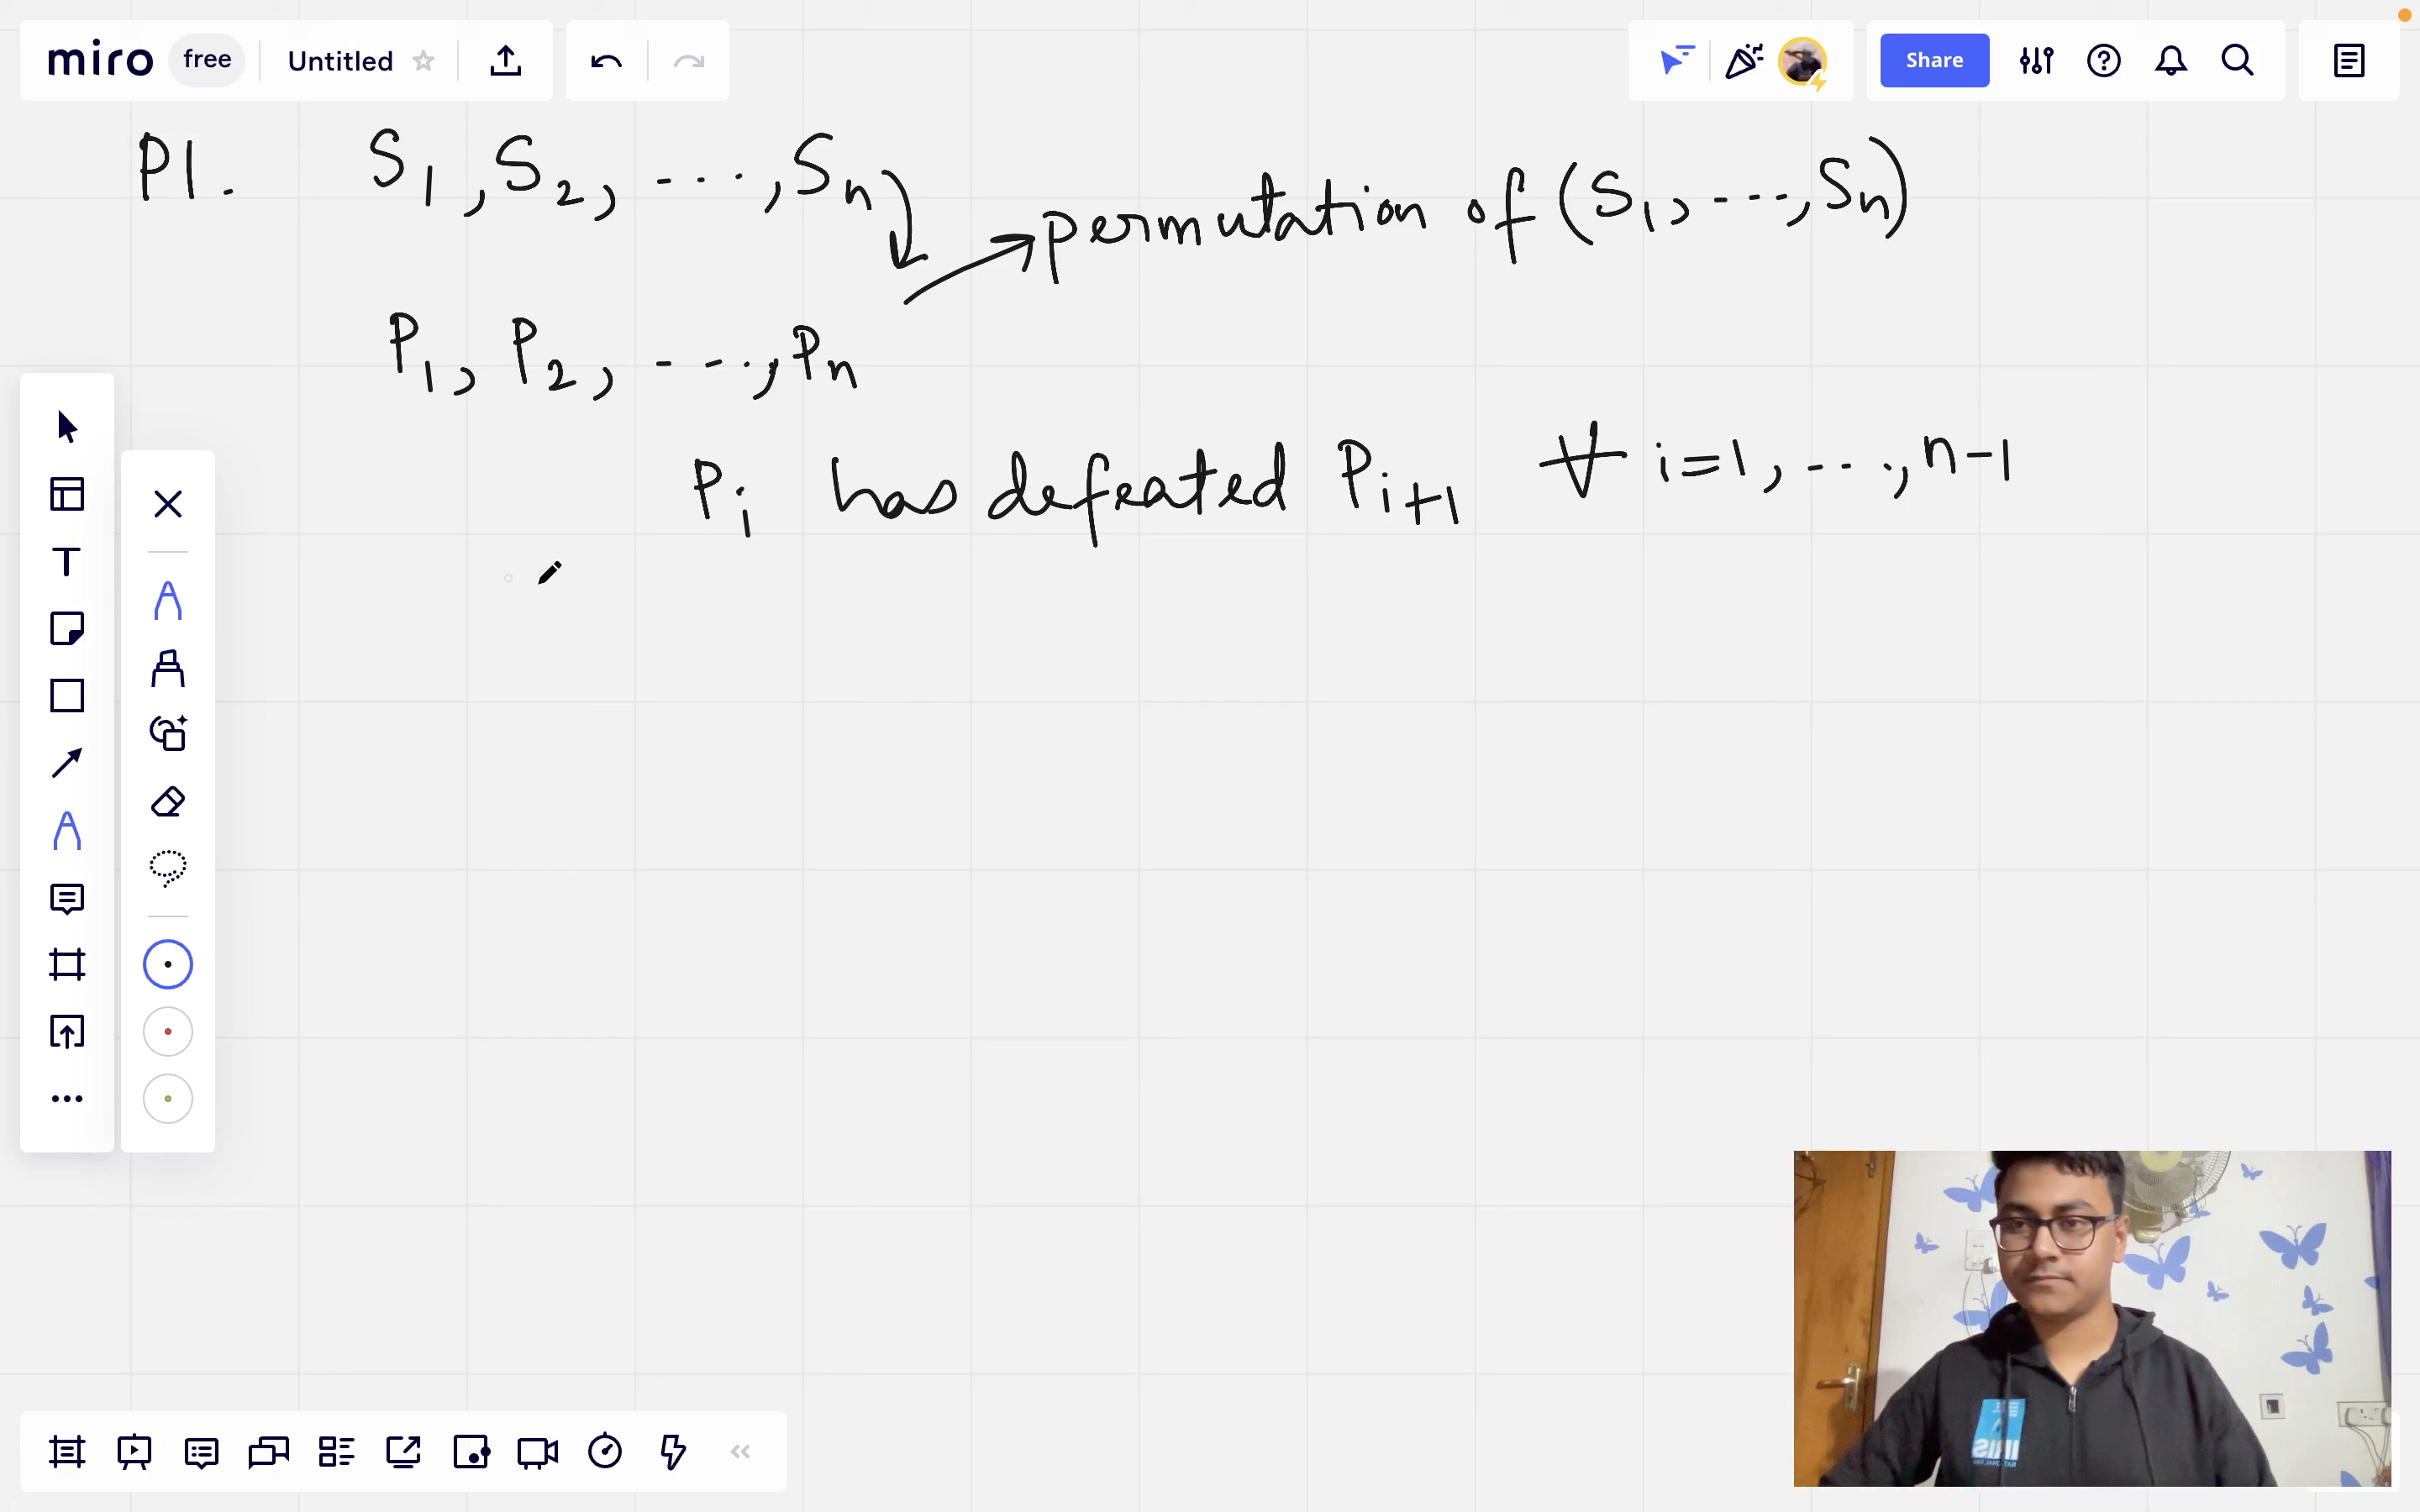 miro free Untitled Share
P1. S1, S2, ..., Sn
permutation of (S1, ..., Sn)
P1, P2, ..., Pn
Pi has defeated Pi+1 ∀ i=1, ..., n-1
T